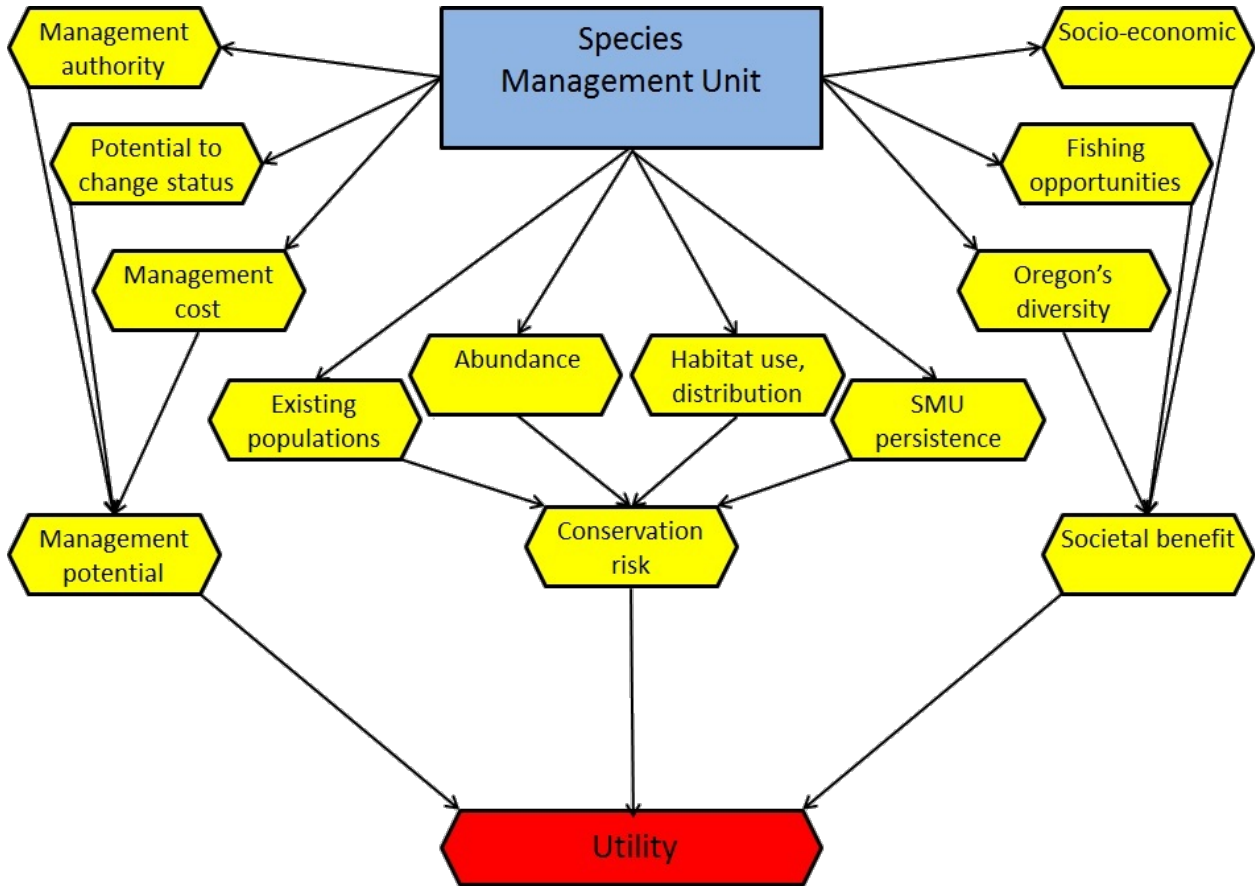 Management
authority
Species
Management Unit
Socio-economic
Potential to
change status
Fishing
opportunities
Management
cost
Oregon's
diversity
Existing
populations
Abundance
Habitat use,
distribution
SMU
persistence
Management
potential
Conservation
risk
Societal benefit
Utility